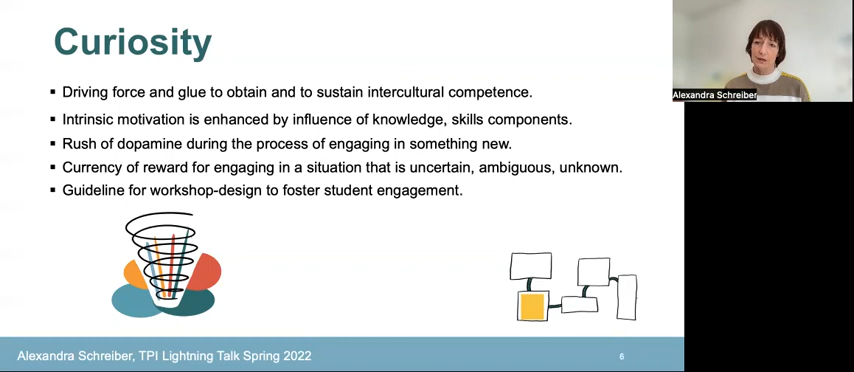 Curiosity
▪ Driving force and glue to obtain and to sustain intercultural competence.
▪ Intrinsic motivation is enhanced by influence of knowledge, skills components.
▪ Rush of dopamine during the process of engaging in something new.
▪ Currency of reward for engaging in a situation that is uncertain, ambiguous, unknown.
▪ Guideline for workshop-design to foster student engagement.
Alexandra Schreiber
Alexandra Schreiber, TPI Lightning Talk Spring 2022
6